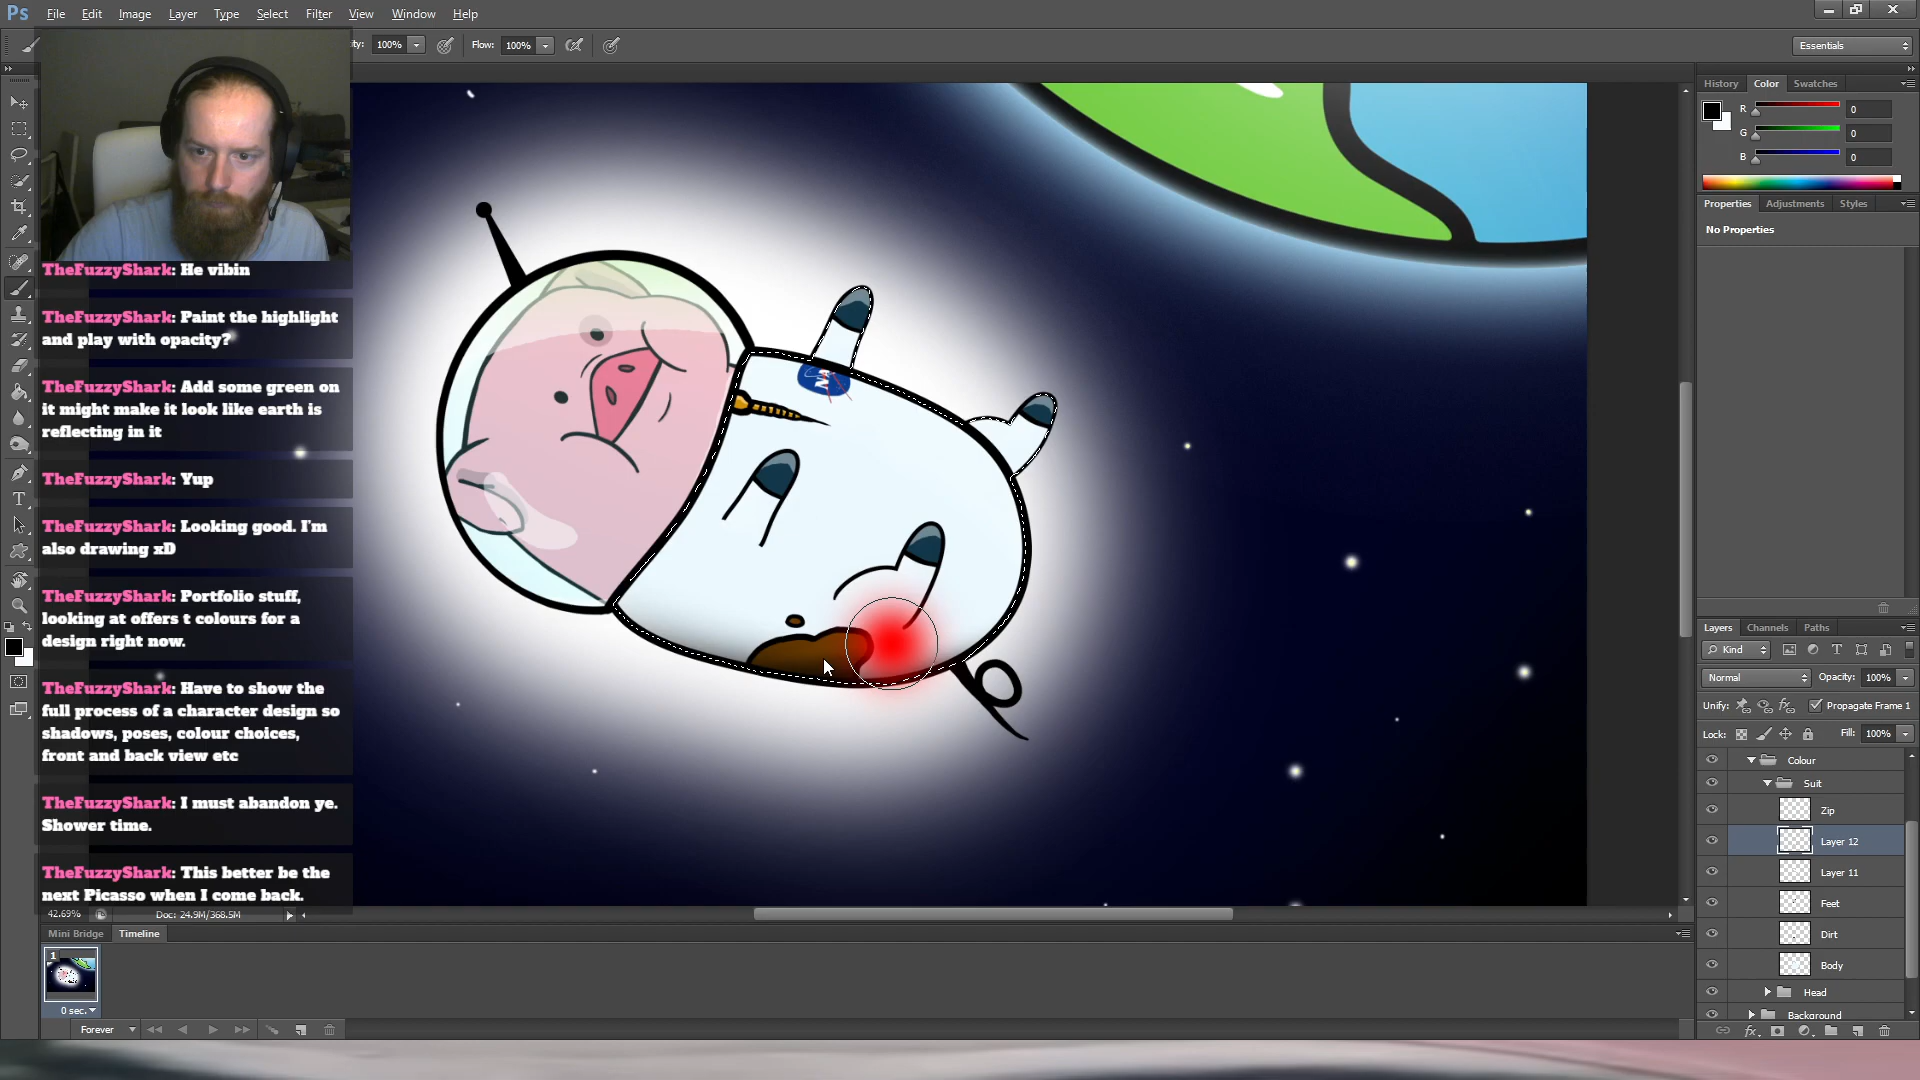 Ps File Edit Image Layer Type Select Filter View Window Help
100% Flow: 100% Essentials
History Color Swatches
R 0
G 0
B 0
Properties Adjustments Styles
No Properties
TheFuzzyShark: He vibin
TheFuzzyShark: Paint the highlight
and play with opacity?
TheFuzzyShark: Add some green on
it might make it look like earth is
reflecting in it
TheFuzzyShark: Yup
TheFuzzyShark: Looking good. I'm
also drawing xD
TheFuzzyShark: Portfolio stuff,
looking at offers t colours for a
design right now.
TheFuzzyShark: Have to show the
full process of a character design so
shadows, poses, colour choices,
front and back view etc
TheFuzzyShark: I must abandon ye.
Shower time.
TheFuzzyShark: This better be the
next Picasso when I come back.
Layers Channels Paths
Kind
Normal Opacity: 100%
Unify: Propagate Frame 1
Lock: Fill: 100%
Colour
Suit
Zip
Layer 12
Layer 11
Feet
Dirt
Body
Head
Background
42.69% Doc: 24.9M/368.5M
Mini Bridge Timeline
1
0 sec.
Forever